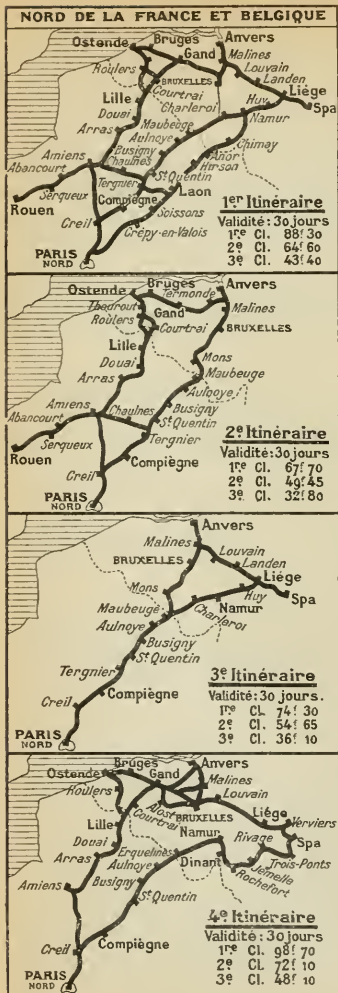 NORD DE LA FRANCE ET BELGIQUE
Ostende
Bruges
Anvers
Gand
Malines
Roulers
BRUXELLES
Louvain
Landen
Courtrai
Charleroi
Liége
Lille
Huy
Spa
Douai
Namur
Arras
Maubeuge
Aulnoye
Chimay
Busigny
Anor
Hirson
Amiens
Chaulnes
St Quentin
Abancourt
Tergnier
Laon
Serqueux
Compiègne
Soissons
Rouen
Creil
Crépy-en-Valois
PARIS
NORD
1er Itinéraire
Validité: 30 jours
1re Cl. 88f 30
2e Cl. 64f 60
3e Cl. 43f 40
Ostende
Bruges
Anvers
Termonde
Thourout
Malines
Roulers
Gand
Courtrai
BRUXELLES
Lille
Douai
Mons
Arras
Maubeuge
Aulnoye
Amiens
Chaulnes
Busigny
Abancourt
St Quentin
Serqueux
Tergnier
Rouen
Compiègne
Creil
PARIS
NORD
2e Itinéraire
Validité: 30 jours
1re Cl. 67f 70
2e Cl. 49f 45
3e Cl. 32f 80
Anvers
Malines
Louvain
BRUXELLES
Landen
Liége
Mons
Huy
Spa
Maubeuge
Namur
Charleroi
Aulnoye
Busigny
St Quentin
Tergnier
Compiègne
Creil
PARIS
NORD
3e Itinéraire
Validité: 30 jours.
1re Cl. 74f 30
2e Cl. 54f 65
3e Cl. 36f 10
Bruges
Anvers
Ostende
Gand
Malines
Roulers
Louvain
Alost
BRUXELLES
Courtrai
Liége
Verviers
Lille
Namur
Rivage
Spa
Douai
Erquelines
Dinant
Trois-Ponts
Arras
Aulnoye
Jemelle
Rochefort
Busigny
Amiens
St Quentin
Compiègne
Creil
PARIS
NORD
4e Itinéraire
Validité: 30 jours
1re Cl. 98f 70
2e Cl. 72f 10
3e Cl. 48f 10